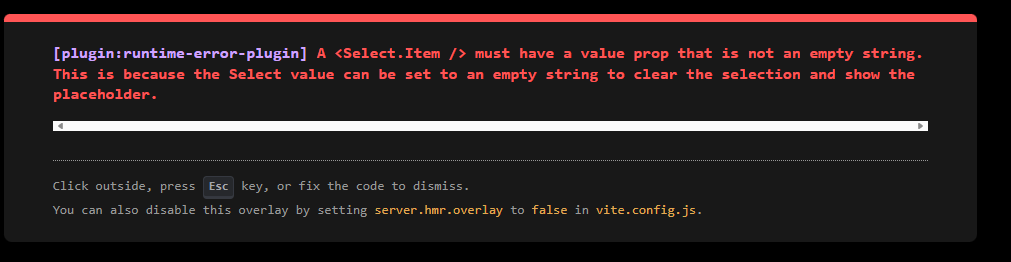 [plugin:runtime-error-plugin] A <Select.Item /> must have a value prop that is not an empty string.
This is because the Select value can be set to an empty string to clear the selection and show the
placeholder.
Click outside, press Esc key, or fix the code to dismiss.
You can also disable this overlay by setting server.hmr.overlay to false in vite.config.js.